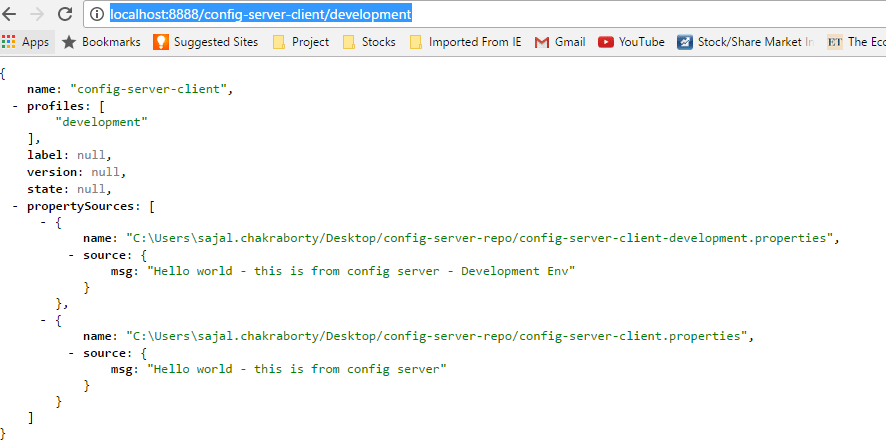 localhost:8888/config-server-client/development
Apps Bookmarks Suggested Sites Project Stocks Imported From IE Gmail YouTube Stock/Share Market In ET The Eco
{
name: "config-server-client",
- profiles: [
"development"
],
label: null,
version: null,
state: null,
- propertySources: [
- {
name: "C:\Users\sajal.chakraborty/Desktop/config-server-repo/config-server-client-development.properties",
- source: {
msg: "Hello world - this is from config server - Development Env"
}
},
- {
name: "C:\Users\sajal.chakraborty/Desktop/config-server-repo/config-server-client.properties",
- source: {
msg: "Hello world - this is from config server"
}
}
]
}